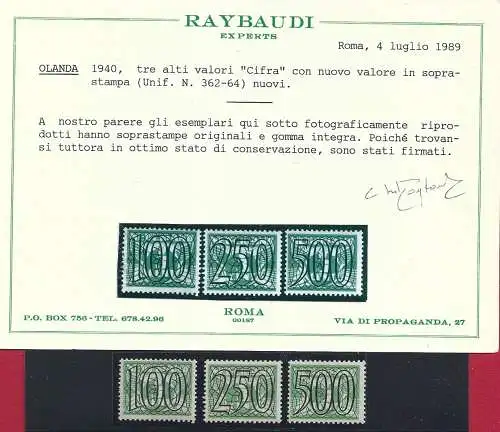 RAYBAUDI
EXPERTS
Roma, 4 luglio 1989
OLANDA 1940, tre alti valori "Cifra" con nuovo valore in sopra-
stampa (Unif. N. 362-64) nuovi.
A nostro parere gli esemplari qui sotto fotograficamente ripro-
dotti hanno soprastampe originali e gomma integra. Poiché trovan-
si tuttora in ottimo stato di conservazione, sono stati firmati.
100 250 500
ROMA
00187
P.O. BOX 756 - TEL. 678.42.96
VIA DI PROPAGANDA, 27
100 250 500